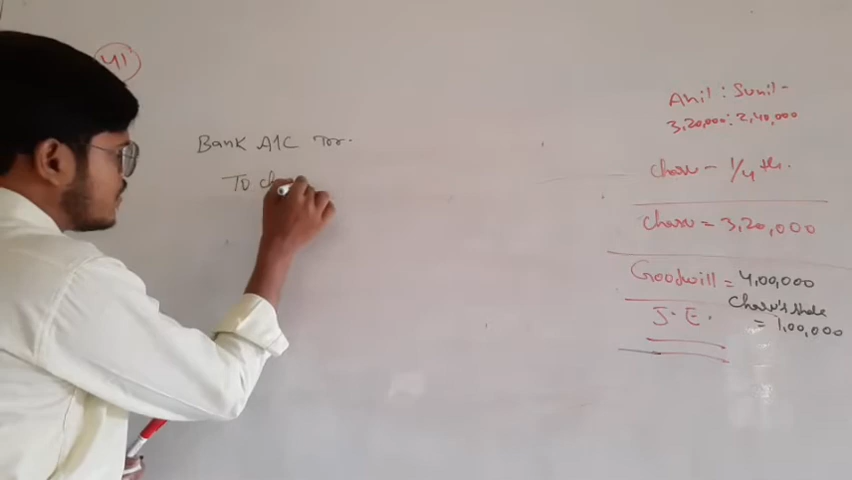 41
Bank A/C Dr.
To ch
Anil : Sunil -
3,20,000 : 2,40,000
charu - 1/4 th.
charu = 3,20,000
Goodwill = 4,00,000
Charu's share
= 1,00,000
J. E.